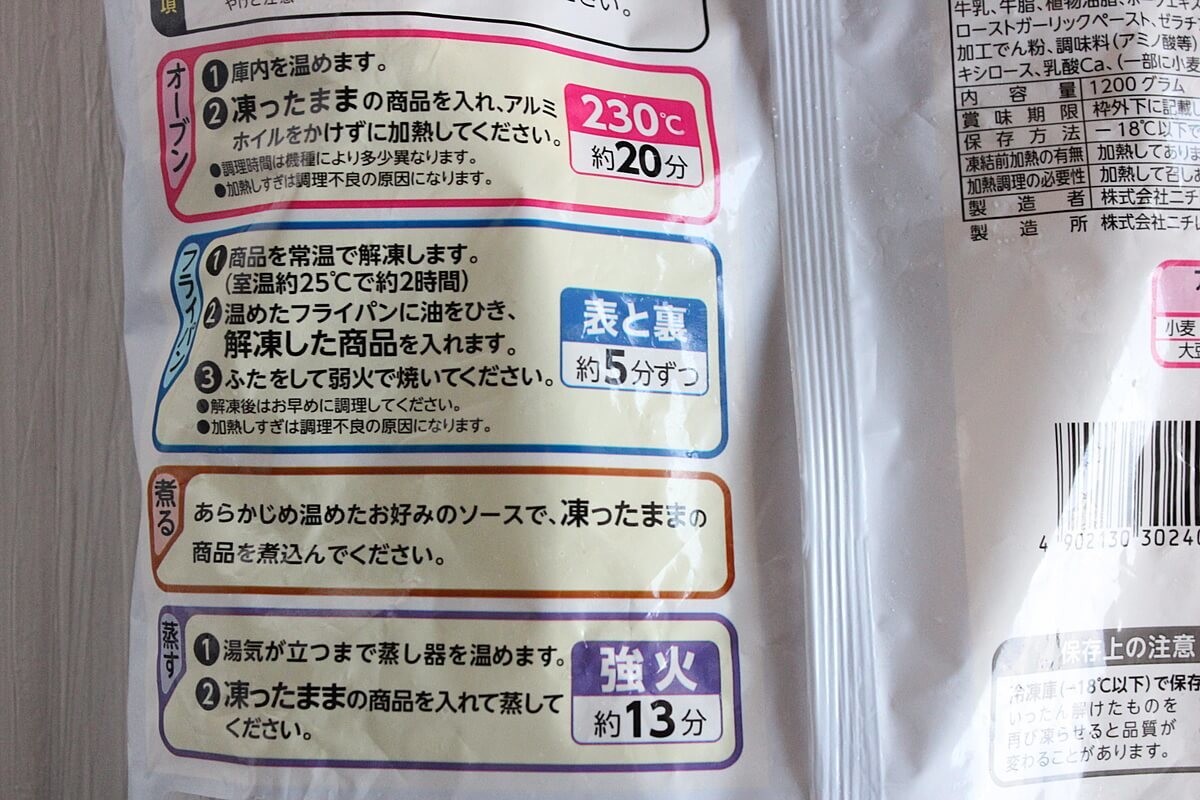 項
やけど注意
ださい。
オーブン
❶庫内を温めます。
❷凍ったままの商品を入れ、アルミ
ホイルをかけずに加熱してください。
●調理時間は機種により多少異なります。
●加熱しすぎは調理不良の原因になります。
230℃
約20分
フライパン
❶商品を常温で解凍します。
(室温約25℃で約2時間)
❷温めたフライパンに油をひき、
解凍した商品を入れます。
❸ふたをして弱火で焼いてください。
●解凍後はお早めに調理してください。
●加熱しすぎは調理不良の原因になります。
表と裏
約5分ずつ
煮る
あらかじめ温めたお好みのソースで、凍ったままの
商品を煮込んでください。
蒸す
❶湯気が立つまで蒸し器を温めます。
❷凍ったままの商品を入れて蒸して
ください。
強火
約13分
牛乳、牛脂、植物油脂、
ローストガーリックペースト、ゼラチ
加工でん粉、調味料(アミノ酸等)
キシロース、乳酸Ca、(一部に小麦
内容量 1200グラム
賞味期限 枠外下に記載し
保存方法 −18℃以下で
凍結前加熱の有無 加熱してありま
加熱調理の必要性 加熱して召しあ
製造者 株式会社ニチ
製造所 株式会社ニチレ
小麦
大豆
4 902130 30240
保存上の注意
冷凍庫(−18℃以下)で保存
いったん解けたものを
再び凍らせると品質が
変わることがあります。